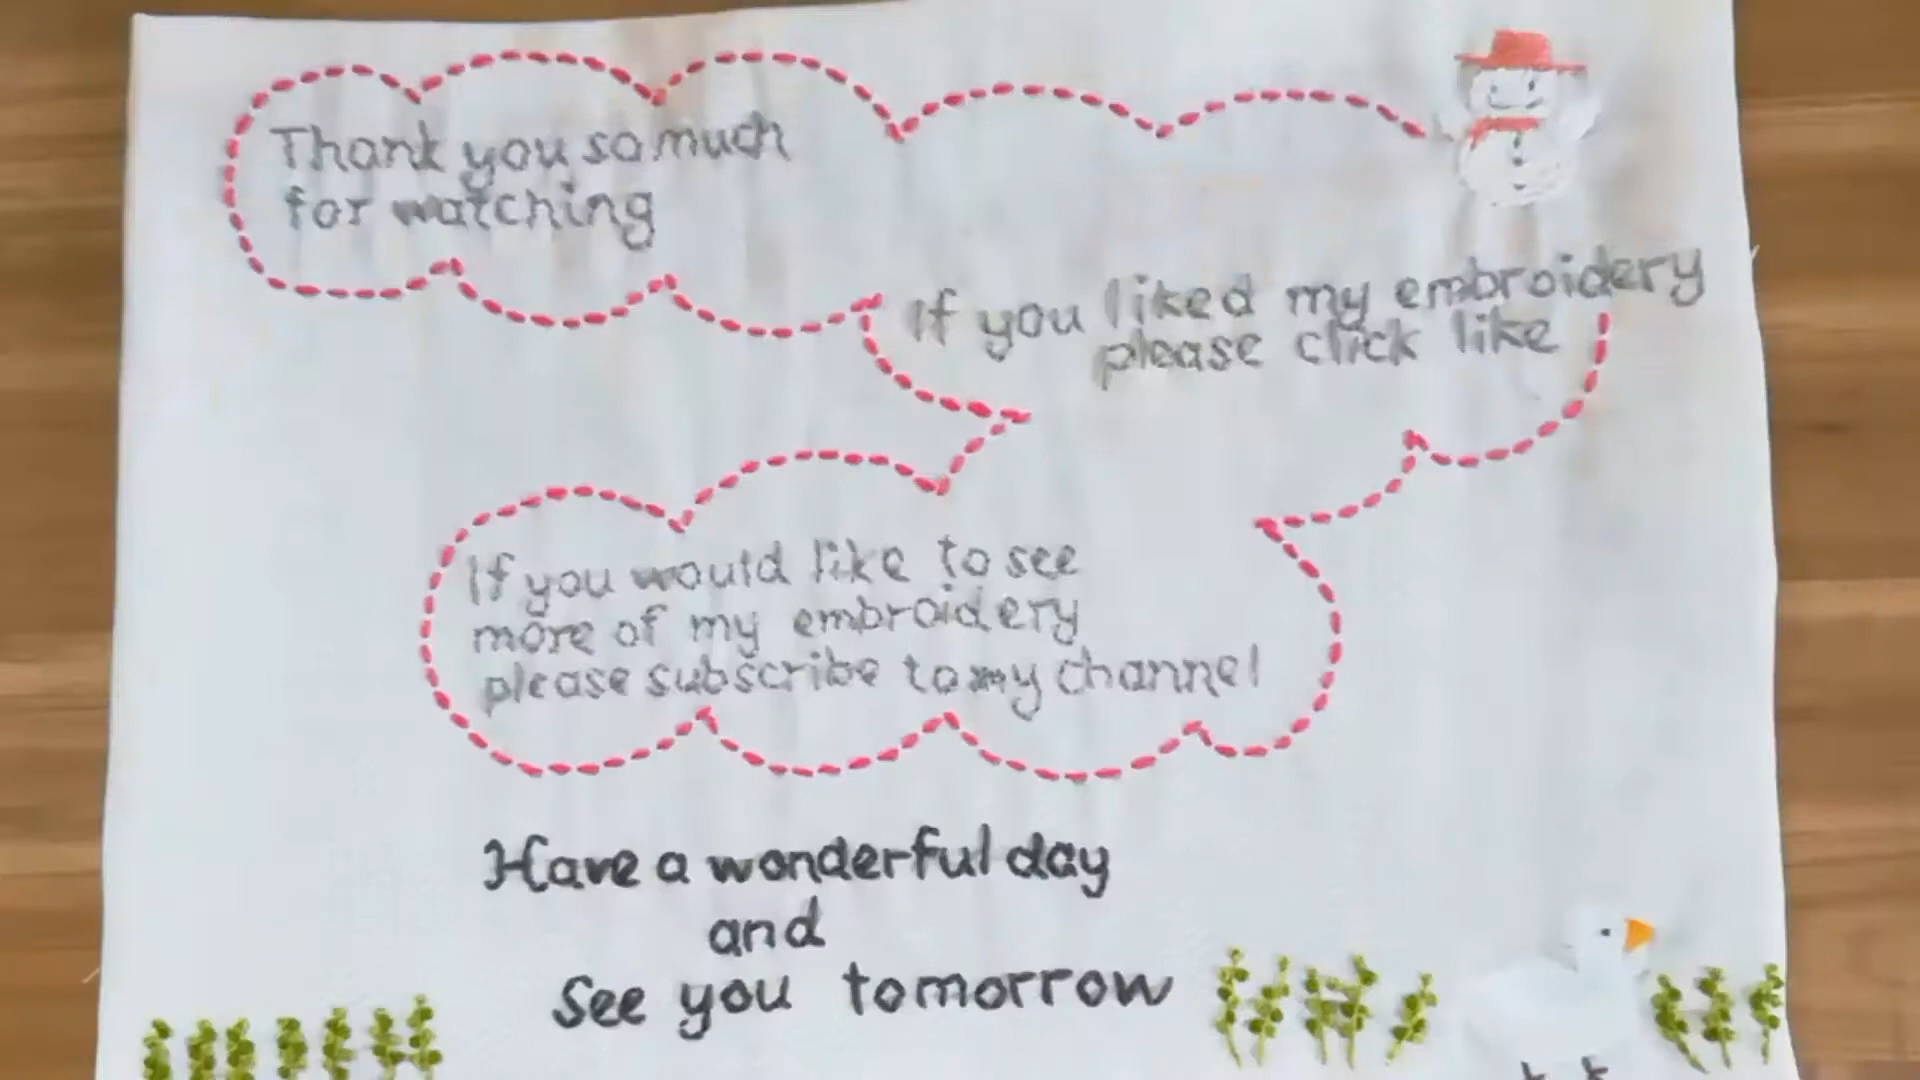 Thank you so much
for watching
If you liked my embroidery
please click like
If you would like to see
more of my embroidery
please subscribe to my channel
Have a wonderful day
and
See you tomorrow